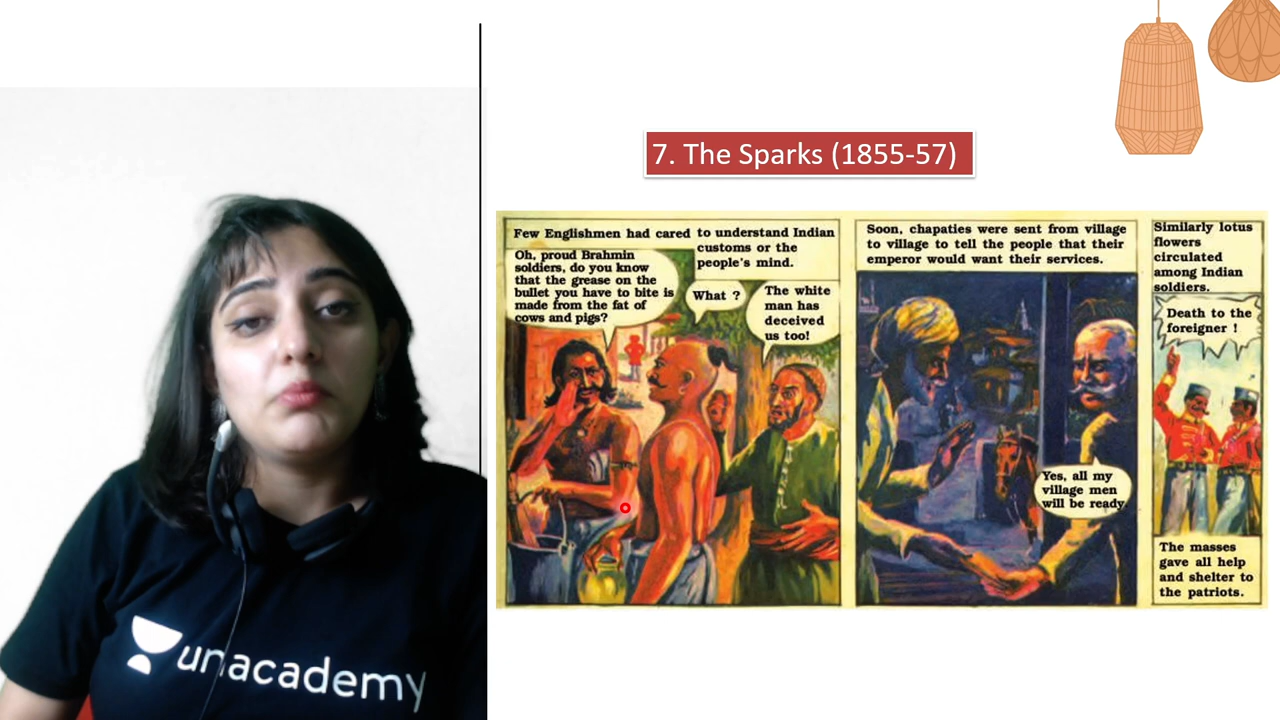 7. The Sparks (1855-57)
Few Englishmen had cared to understand Indian
customs or the
people's mind.
Oh, proud Brahmin
soldiers, do you know
that the grease on the
bullet you have to bite is
made from the fat of
cows and pigs?
What ?
The white
man has
deceived
us too!
Soon, chapaties were sent from village
to village to tell the people that their
emperor would want their services.
Yes, all my
village men
will be ready.
Similarly lotus
flowers
circulated
among Indian
soldiers.
Death to the
foreigner !
The masses
gave all help
and shelter to
the patriots.
unacademy